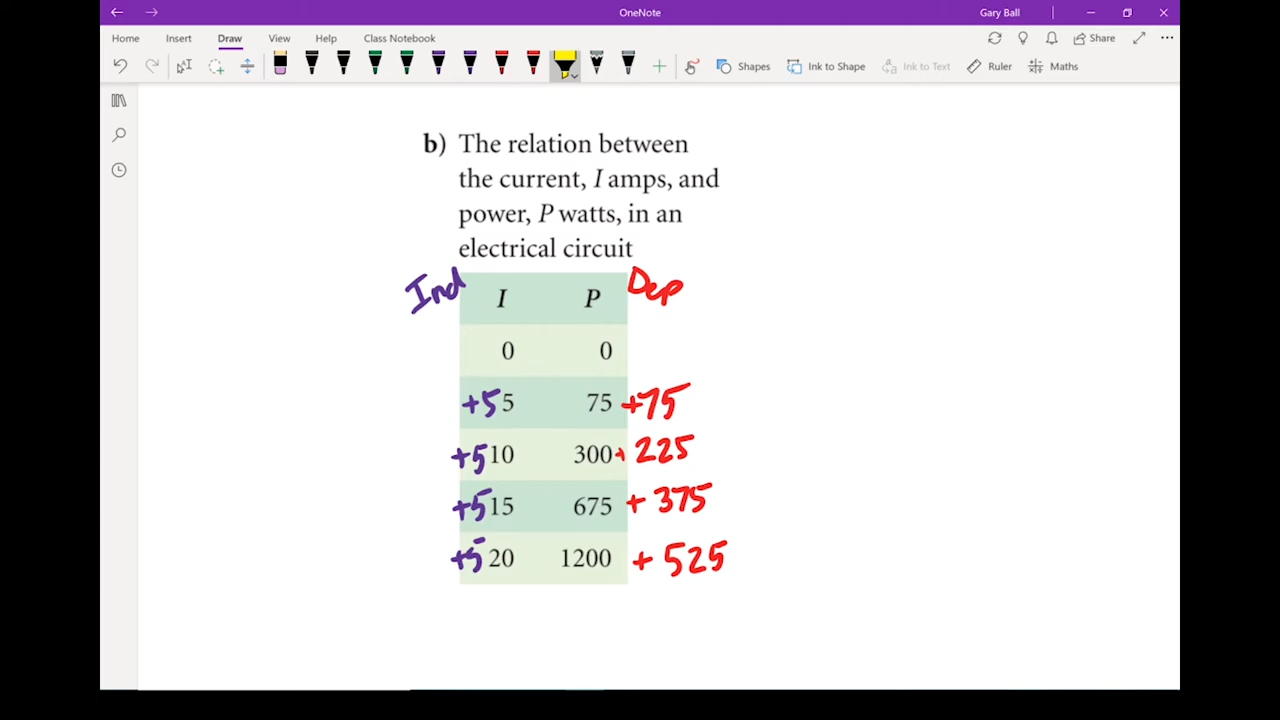 OneNote
Gary Ball
Home Insert Draw View Help Class Notebook Share
Shapes Ink to Shape Ink to Text Ruler Maths
b) The relation between
the current, I amps, and
power, P watts, in an
electrical circuit
Ind I P Dep
0 0
+5 5 75 +75
+5 10 300 + 225
+5 15 675 + 375
+5 20 1200 + 525